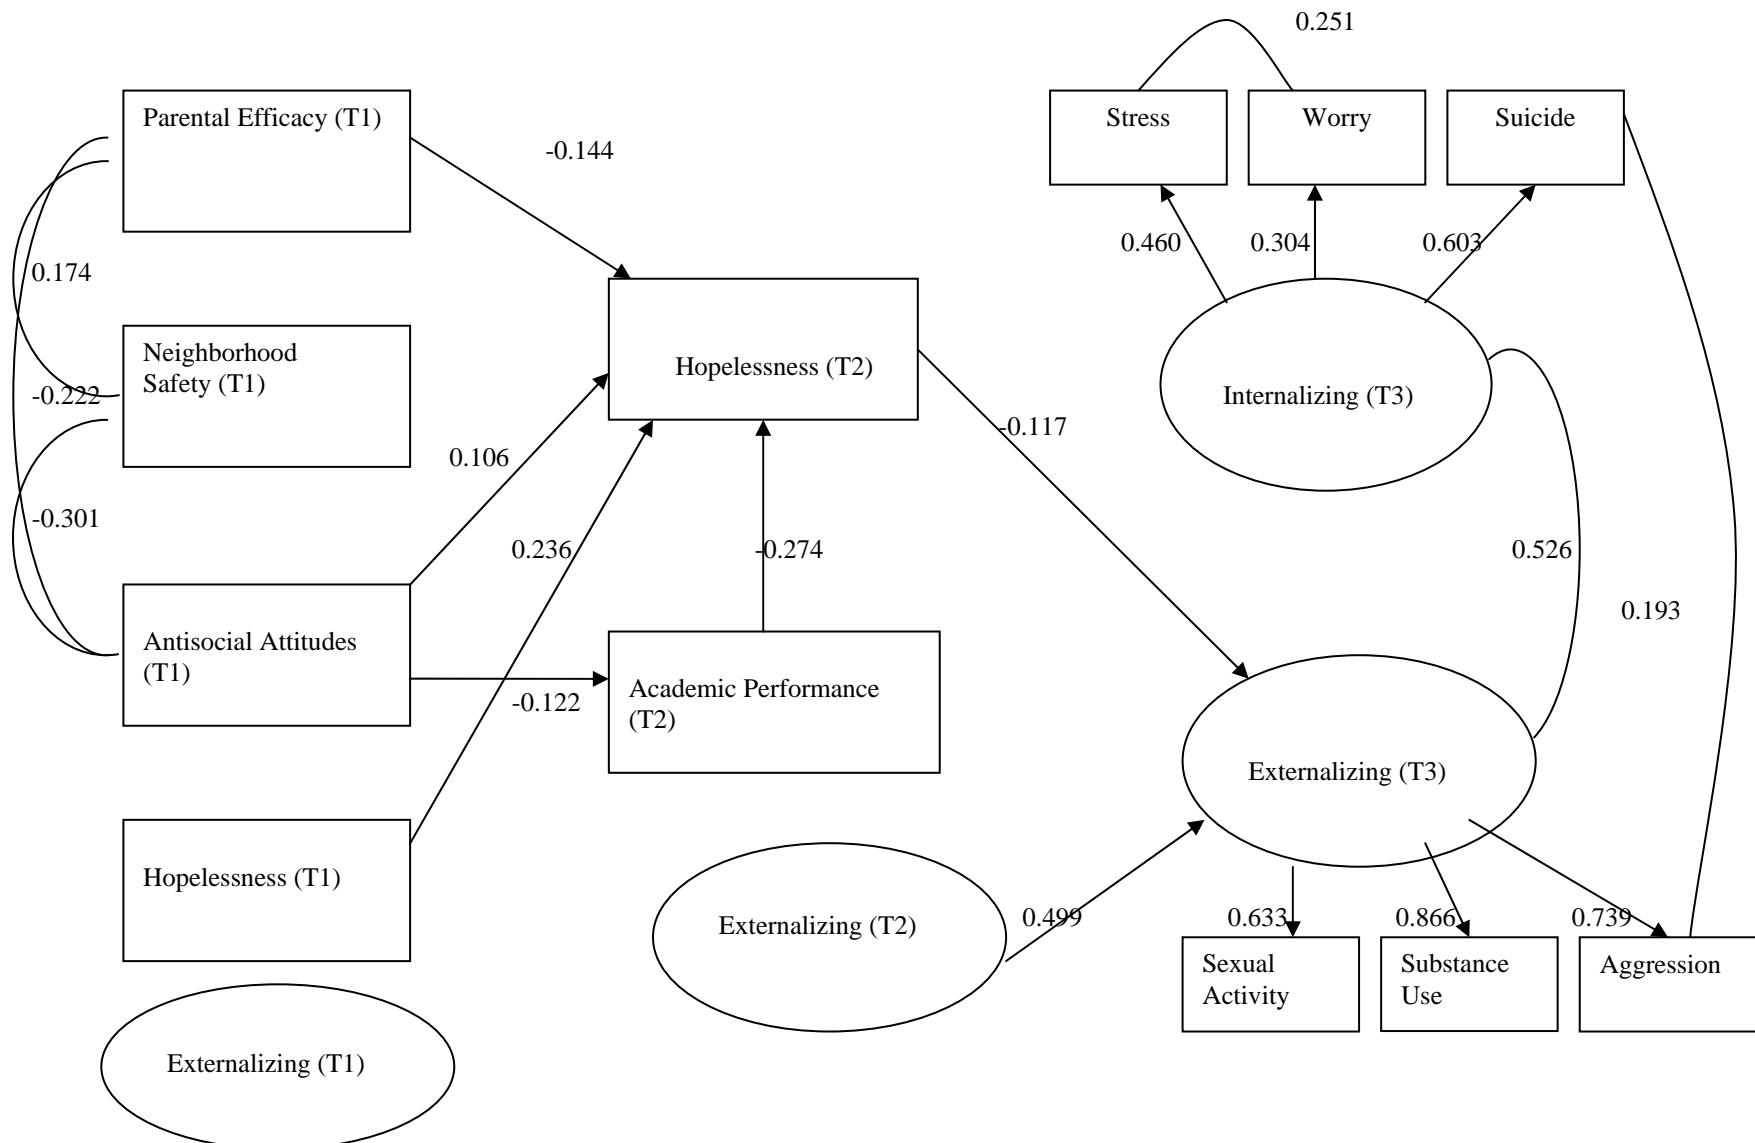 0.251
Parental Efficacy (T1)
Stress
Worry
Suicide
-0.144
0.460
0.304
0.603
0.174
Neighborhood
Safety (T1)
Hopelessness (T2)
Internalizing (T3)
-0.222
-0.117
0.106
-0.301
0.236
-0.274
0.526
0.193
Antisocial Attitudes
(T1)
-0.122
Academic Performance
(T2)
Externalizing (T3)
Hopelessness (T1)
Externalizing (T2)
0.499
0.633
0.866
0.739
Sexual
Activity
Substance
Use
Aggression
Externalizing (T1)